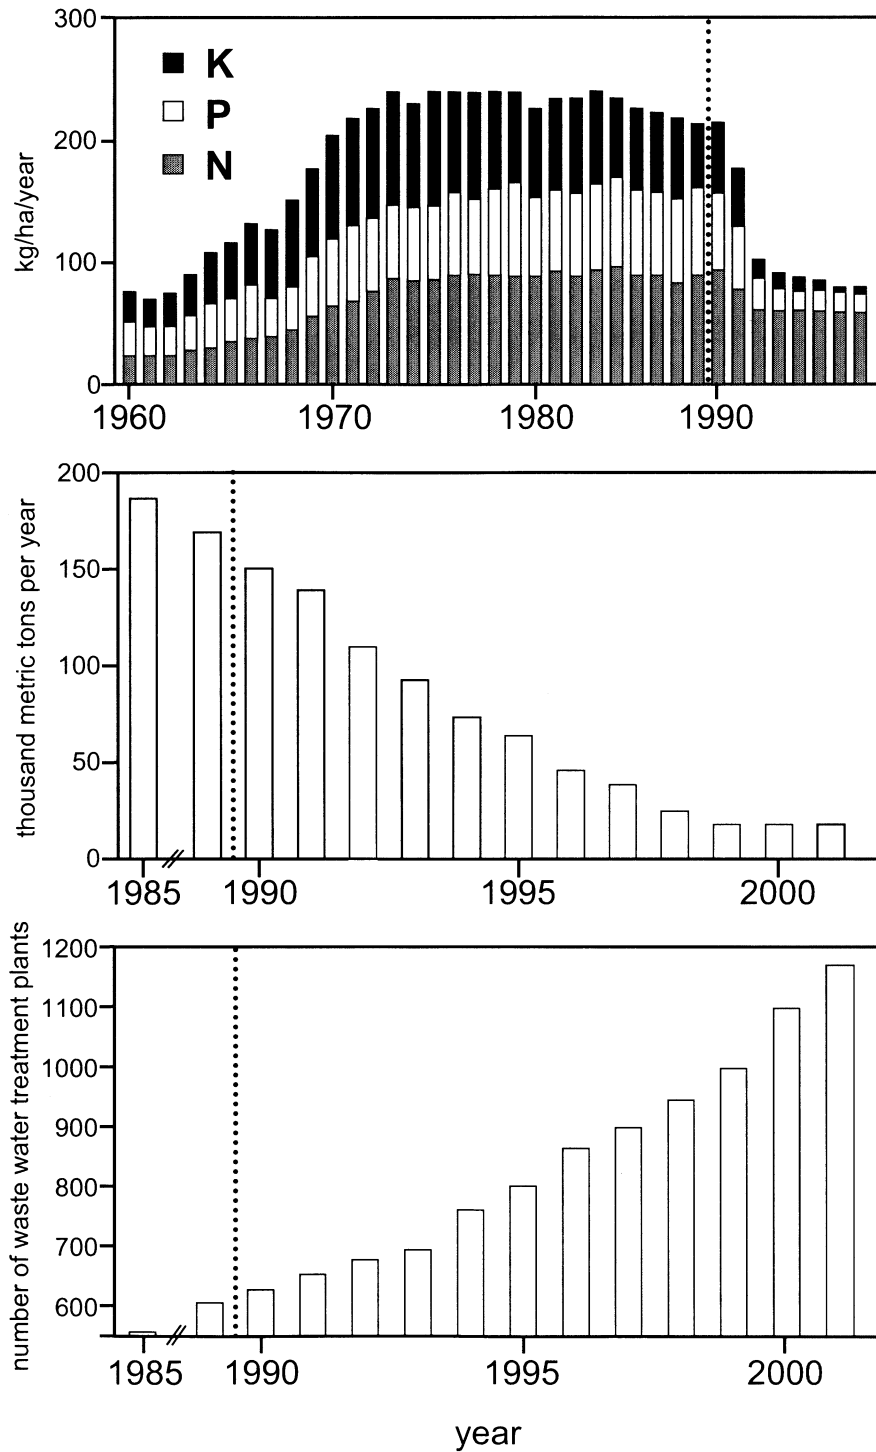 300
200
100
0
kg/ha/year
K
P
N
1960 1970 1980 1990
200
150
100
50
0
thousand metric tons per year
1985 1990 1995 2000
1200
1100
1000
900
800
700
600
number of waste water treatment plants
1985 1990 1995 2000
year